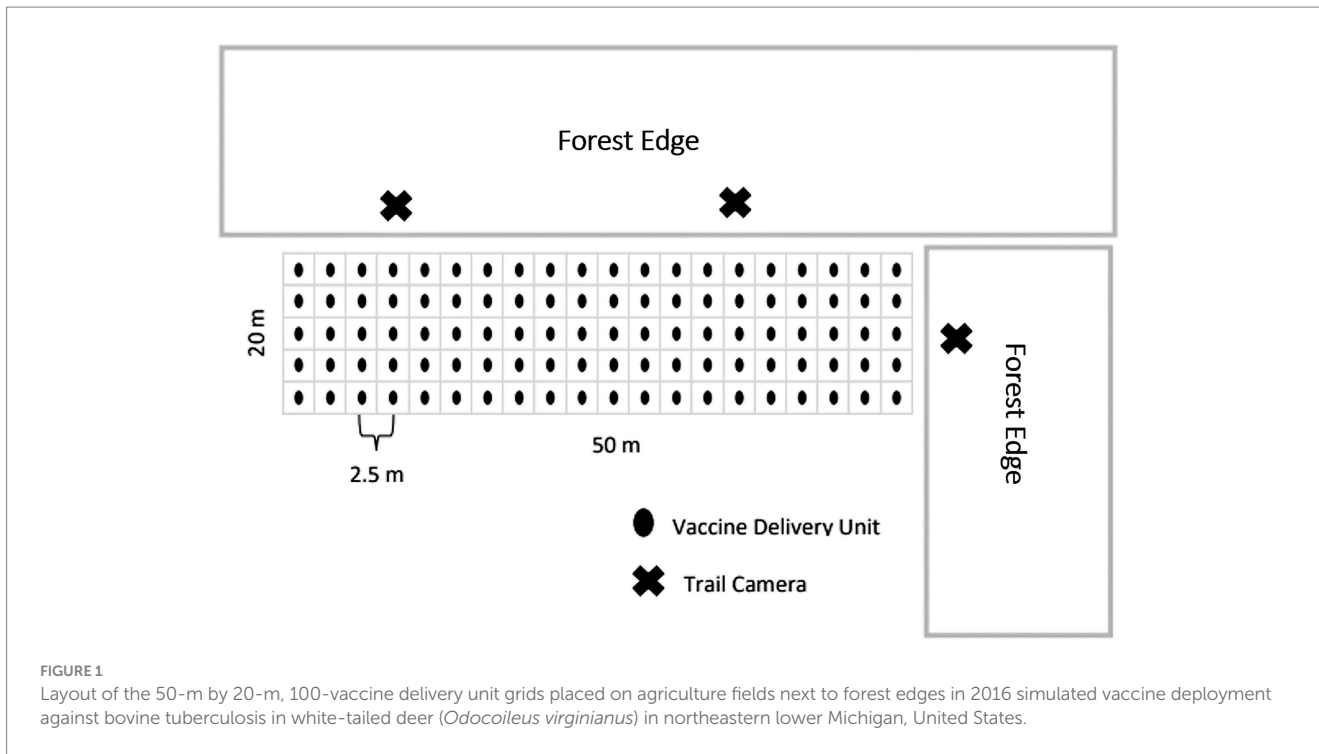 Forest Edge
20 m
Forest Edge
50 m
2.5 m
Vaccine Delivery Unit
Trail Camera
FIGURE 1
Layout of the 50-m by 20-m, 100-vaccine delivery unit grids placed on agriculture fields next to forest edges in 2016 simulated vaccine deployment
against bovine tuberculosis in white-tailed deer (Odocoileus virginianus) in northeastern lower Michigan, United States.